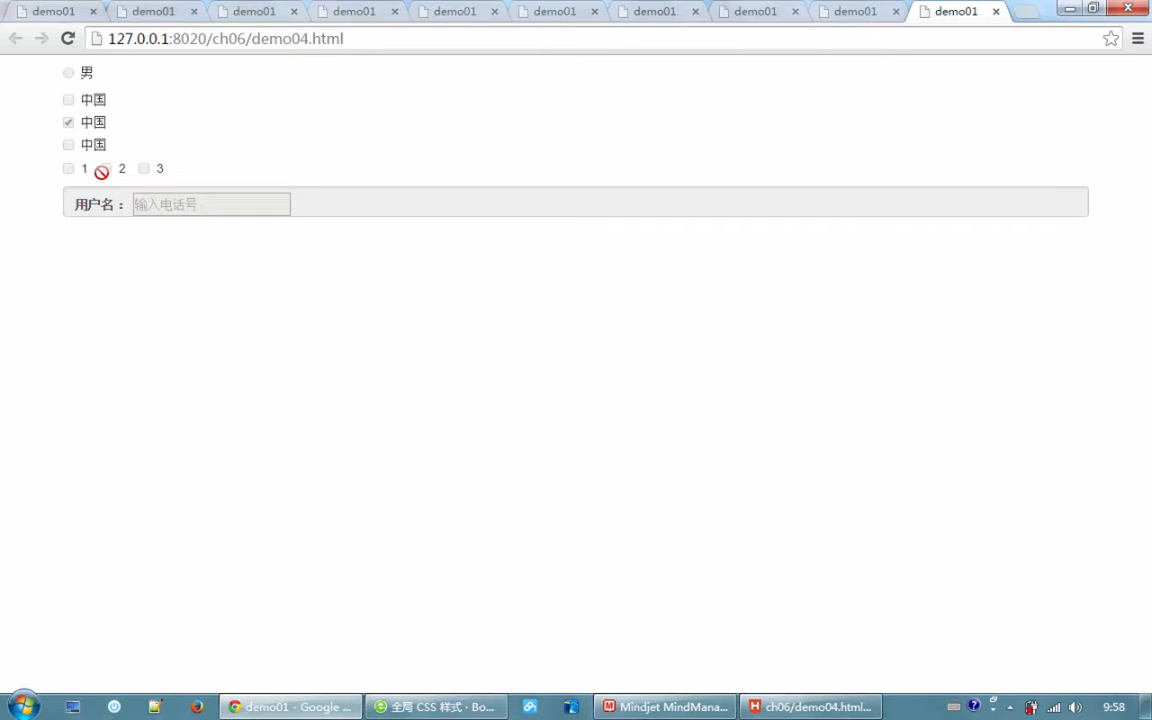 demo01 demo01 demo01 demo01 demo01 demo01 demo01 demo01 demo01 demo01
127.0.0.1:8020/ch06/demo04.html
男
中国
中国
中国
1 2 3
用户名： 输入电话号
demo01 - Google ... 全局 CSS 样式 · Bo... Mindjet MindMana... ch06/demo04.html... 9:58